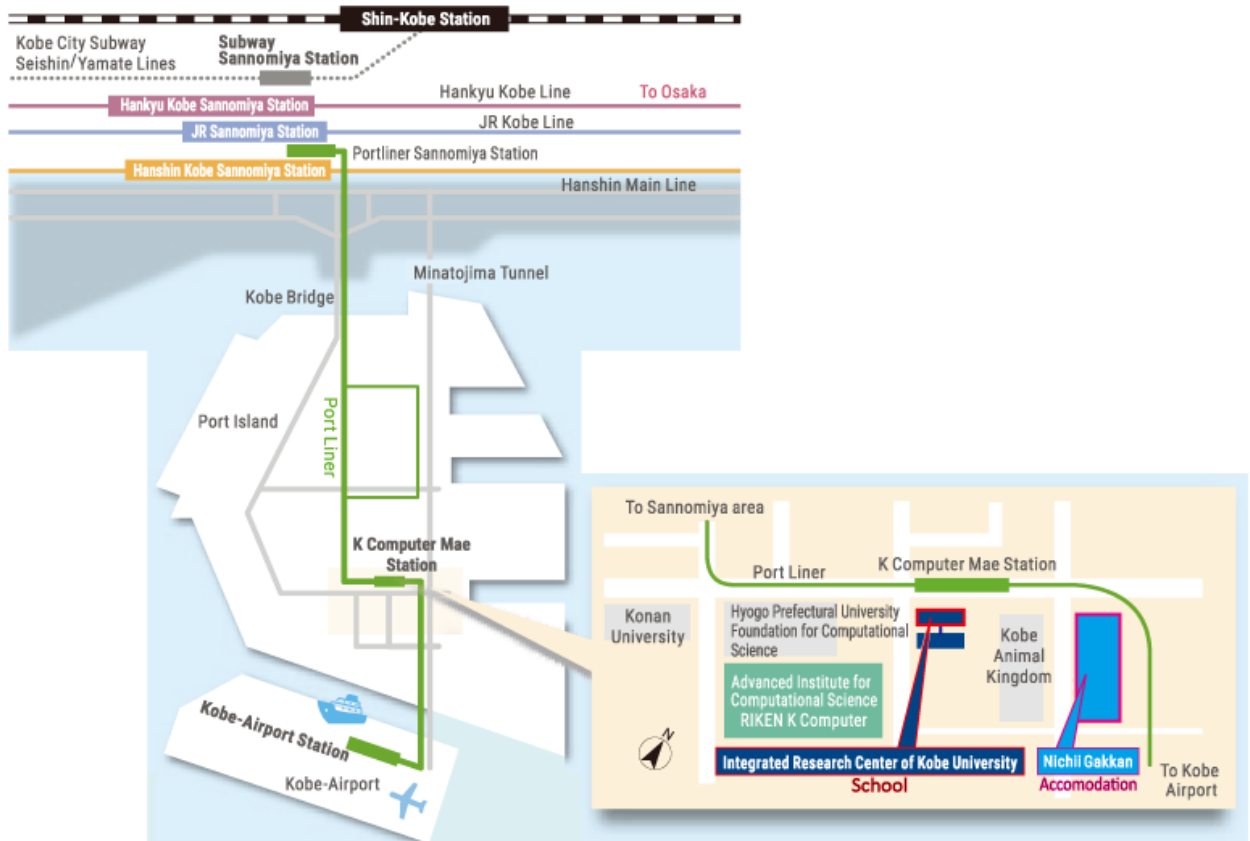 Shin-Kobe Station
Kobe City Subway
Seishin/Yamate Lines
Subway
Sannomiya Station
Hankyu Kobe Line
To Osaka
Hankyu Kobe Sannomiya Station
JR Kobe Line
JR Sannomiya Station
Portliner Sannomiya Station
Hanshin Kobe Sannomiya Station
Hanshin Main Line
Minatojima Tunnel
Kobe Bridge
Port Island
Port Liner
K Computer Mae
Station
Kobe-Airport Station
Kobe-Airport
To Sannomiya area
Port Liner
K Computer Mae Station
Konan
University
Hyogo Prefectural University
Foundation for Computational
Science
Kobe
Animal
Kingdom
Advanced Institute for
Computational Science
RIKEN K Computer
N
Integrated Research Center of Kobe University
School
Nichii Gakkan
Accomodation
To Kobe
Airport